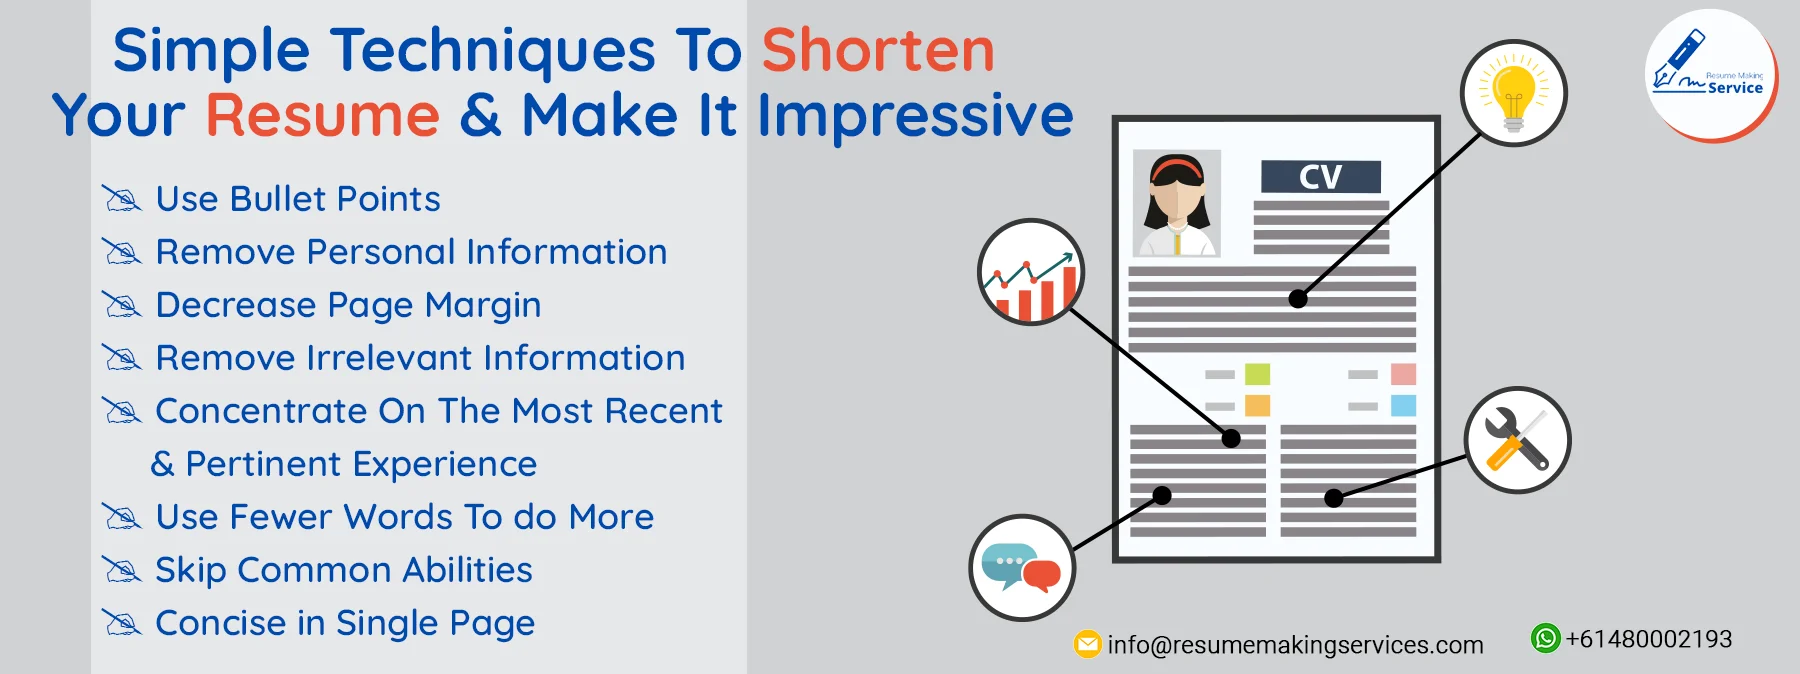 Simple Techniques To Shorten
Your Resume & Make It Impressive
Use Bullet Points
Remove Personal Information
Decrease Page Margin
Remove Irrelevant Information
Concentrate On The Most Recent
& Pertinent Experience
Use Fewer Words To do More
Skip Common Abilities
Concise in Single Page
CV
Resume Making
Service
info@resumemakingservices.com
+61480002193